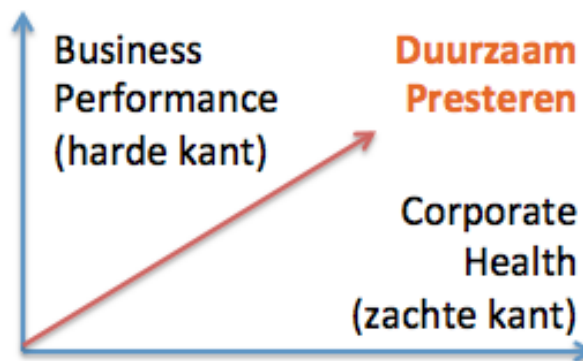 Business
Performance
(harde kant)
Duurzaam
Presteren
Corporate
Health
(zachte kant)